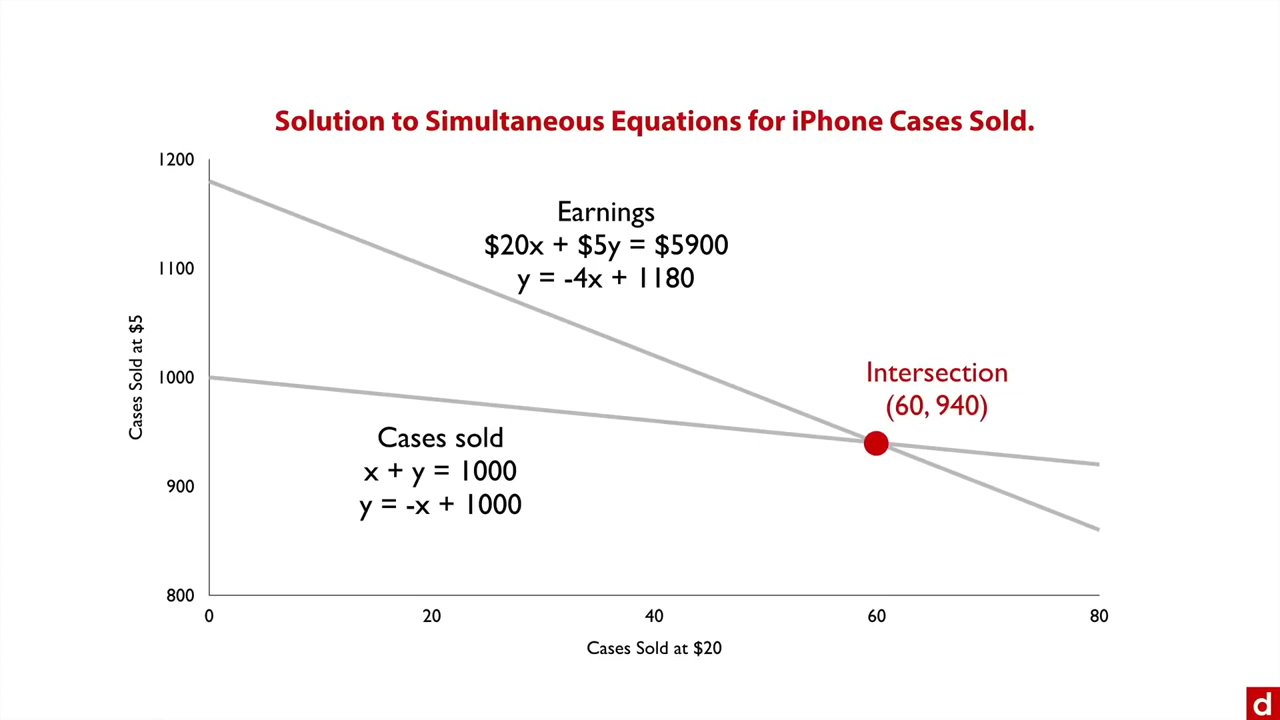 Solution to Simultaneous Equations for iPhone Cases Sold.
1200
1100
1000
900
800
Cases Sold at $5
Earnings
$20x + $5y = $5900
y = -4x + 1180
Intersection
(60, 940)
Cases sold
x + y = 1000
y = -x + 1000
0
20
40
60
80
Cases Sold at $20
d